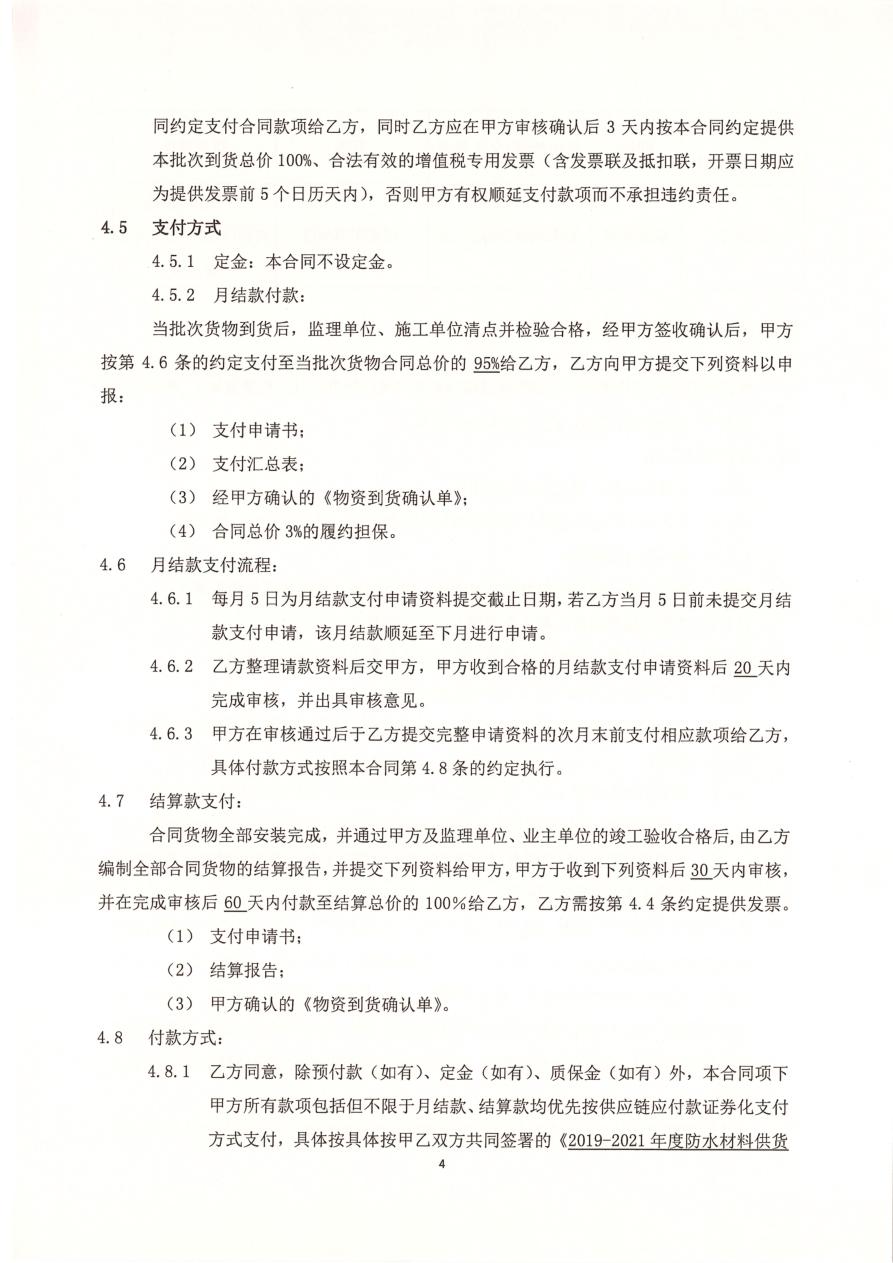 同约定支付合同款项给乙方，同时乙方应在甲方审核确认后 3 天内按本合同约定提供
本批次到货总价 100%、合法有效的增值税专用发票（含发票联及抵扣联，开票日期应
为提供发票前 5 个日历天内），否则甲方有权顺延支付款项而不承担违约责任。
4.5 支付方式
4.5.1 定金：本合同不设定金。
4.5.2 月结款付款：
当批次货物到货后，监理单位、施工单位清点并检验合格，经甲方签收确认后，甲方
按第 4.6 条的约定支付至当批次货物合同总价的 95%给乙方，乙方向甲方提交下列资料以申
报：
（1） 支付申请书；
（2） 支付汇总表；
（3） 经甲方确认的《物资到货确认单》；
（4） 合同总价 3%的履约担保。
4.6 月结款支付流程：
4.6.1 每月 5 日为月结款支付申请资料提交截止日期，若乙方当月 5 日前未提交月结
款支付申请，该月结款顺延至下月进行申请。
4.6.2 乙方整理请款资料后交甲方，甲方收到合格的月结款支付申请资料后 20 天内
完成审核，并出具审核意见。
4.6.3 甲方在审核通过后于乙方提交完整申请资料的次月末前支付相应款项给乙方，
具体付款方式按照本合同第 4.8 条的约定执行。
4.7 结算款支付：
合同货物全部安装完成，并通过甲方及监理单位、业主单位的竣工验收合格后，由乙方
编制全部合同货物的结算报告，并提交下列资料给甲方，甲方于收到下列资料后 30 天内审核，
并在完成审核后 60 天内付款至结算总价的 100%给乙方，乙方需按第 4.4 条约定提供发票。
（1） 支付申请书；
（2） 结算报告；
（3） 甲方确认的《物资到货确认单》。
4.8 付款方式：
4.8.1 乙方同意，除预付款（如有）、定金（如有）、质保金（如有）外，本合同项下
甲方所有款项包括但不限于月结款、结算款均优先按供应链应付款证券化支付
方式支付，具体按具体按甲乙双方共同签署的《2019-2021 年度防水材料供货
4